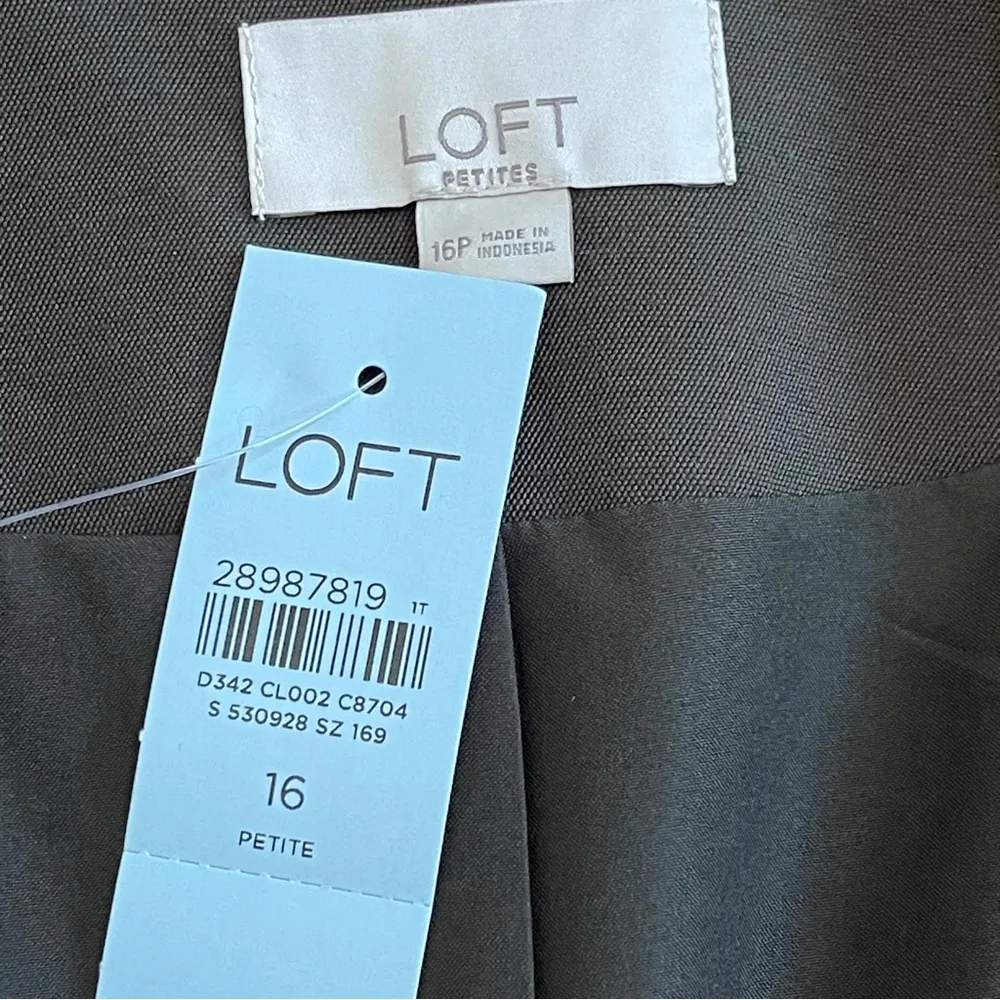 LOFT
PETITES
16P MADE IN
INDONESIA
LOFT
28987819 1T
D342 CL002 C8704
S 530928 SZ 169
16
PETITE